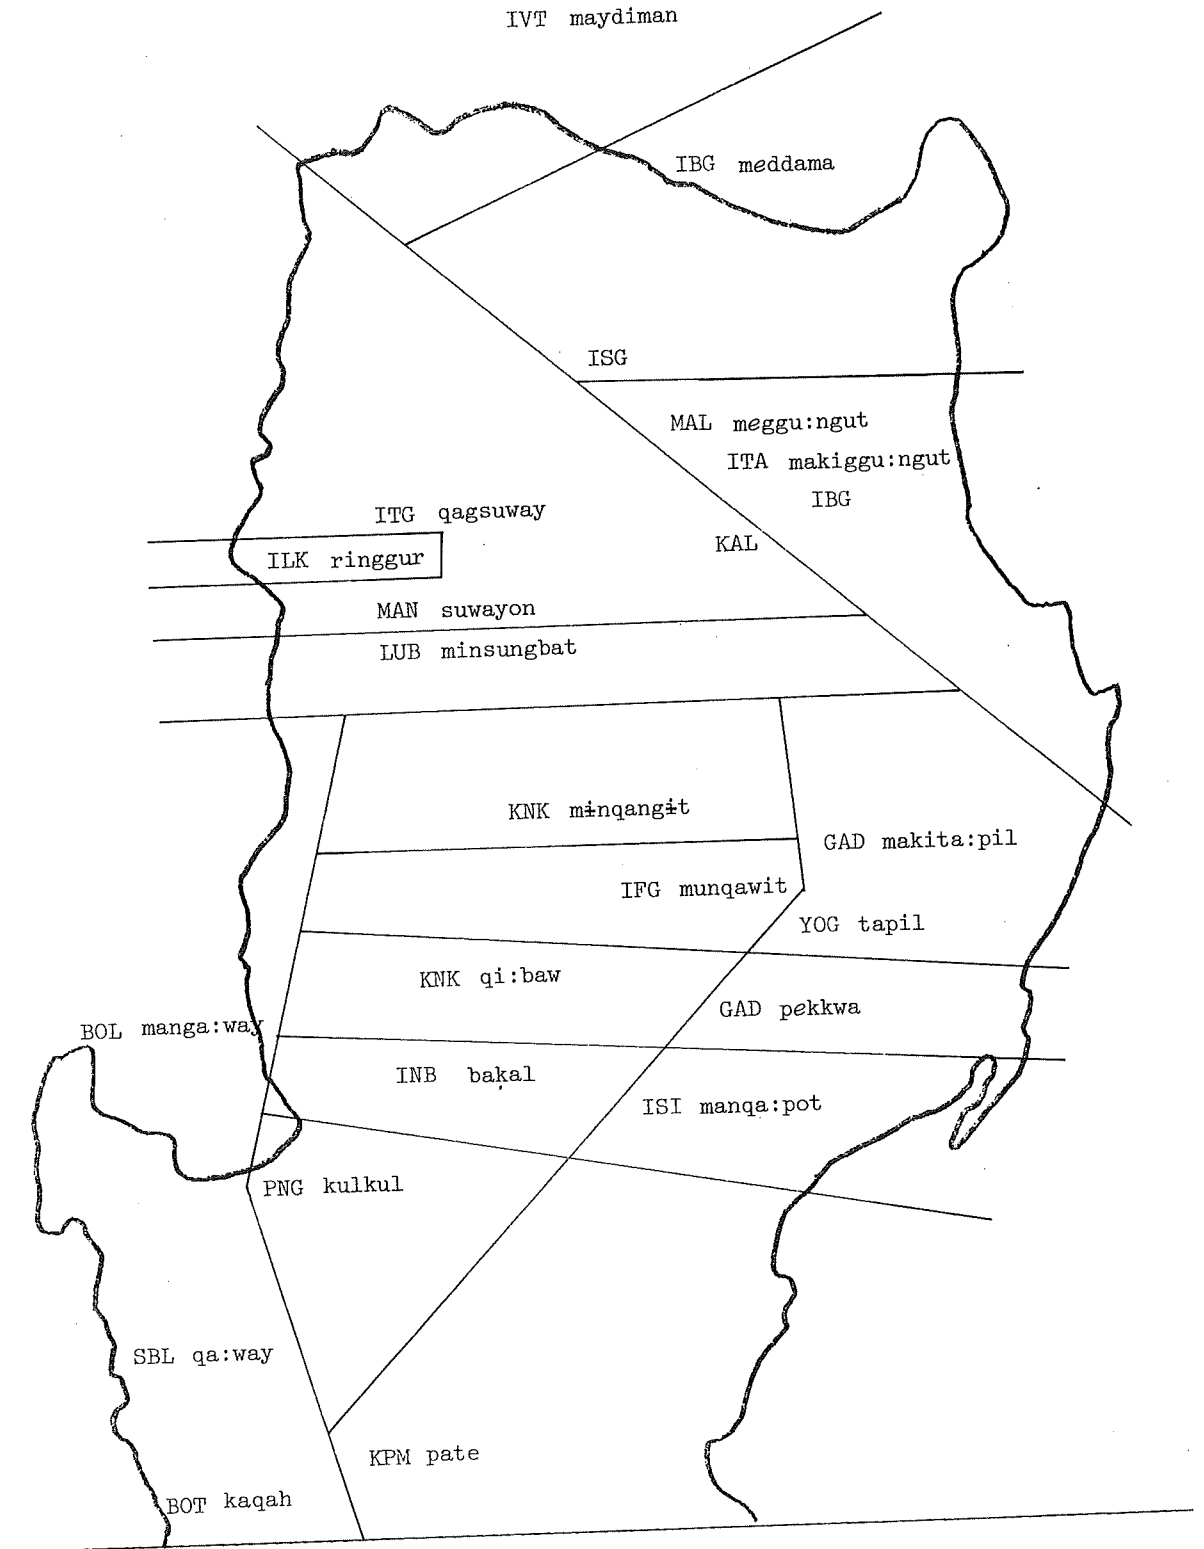 IVT maydiman
IBG meddama
ISG
MAL meggu:ngut
ITA makiggu:ngut
IBG
ITG qagsuway
KAL
ILK ringgur
MAN suwayon
LUB minsungbat
KNK mɨnqangɨt
GAD makita:pil
IFG munqawit
YOG tapil
KNK qi:baw
GAD pekkwa
BOL manga:way
INB bakal
ISI manqa:pot
PNG kulkul
SBL qa:way
KPM pate
BOT kaqah